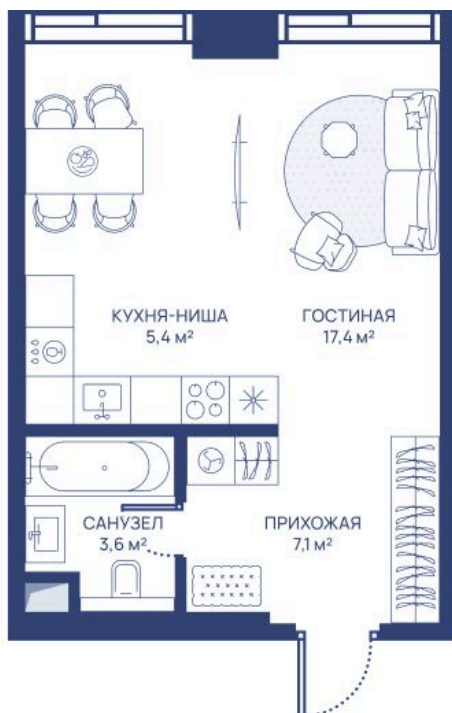 КУХНЯ-НИША
5,4 м²
ГОСТИНАЯ
17,4 м²
САНУЗЕЛ
3,6 м²
ПРИХОЖАЯ
7,1 м²